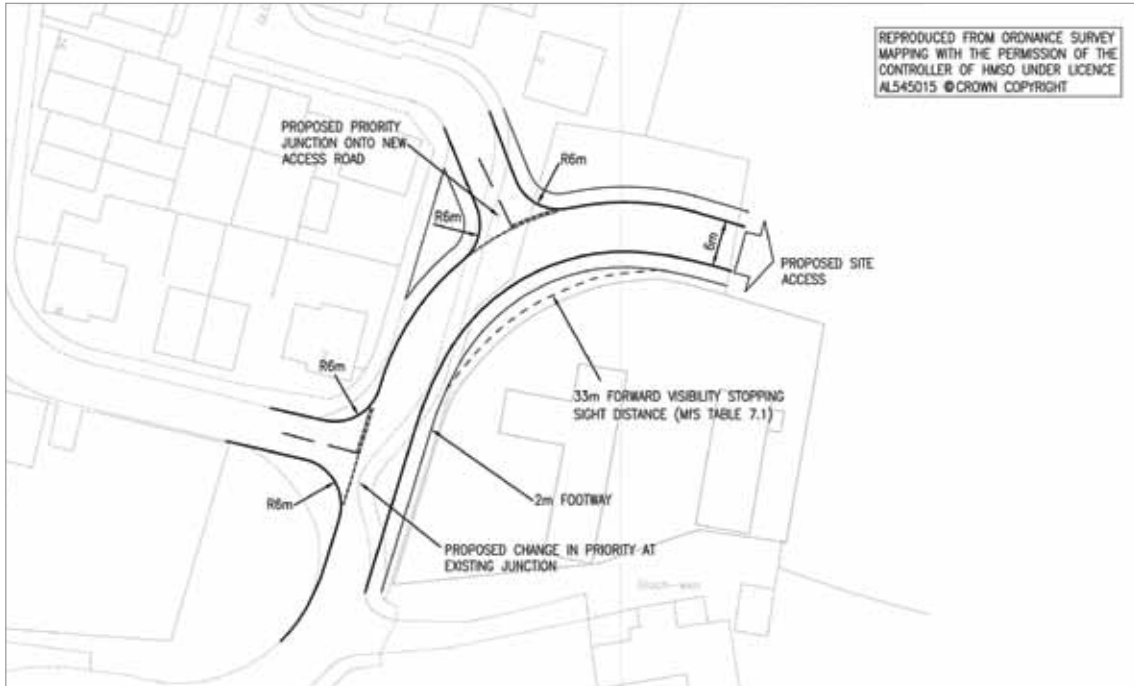 REPRODUCED FROM ORDNANCE SURVEY
MAPPING WITH THE PERMISSION OF THE
CONTROLLER OF HMSO UNDER LICENCE
AL545015 © CROWN COPYRIGHT
PROPOSED PRIORITY
JUNCTION ONTO NEW
ACCESS ROAD
R6m
R6m
6m
PROPOSED SITE
ACCESS
R6m
33m FORWARD VISIBILITY STOPPING
SIGHT DISTANCE (MfS TABLE 7.1)
R6m
2m FOOTWAY
PROPOSED CHANGE IN PRIORITY AT
EXISTING JUNCTION